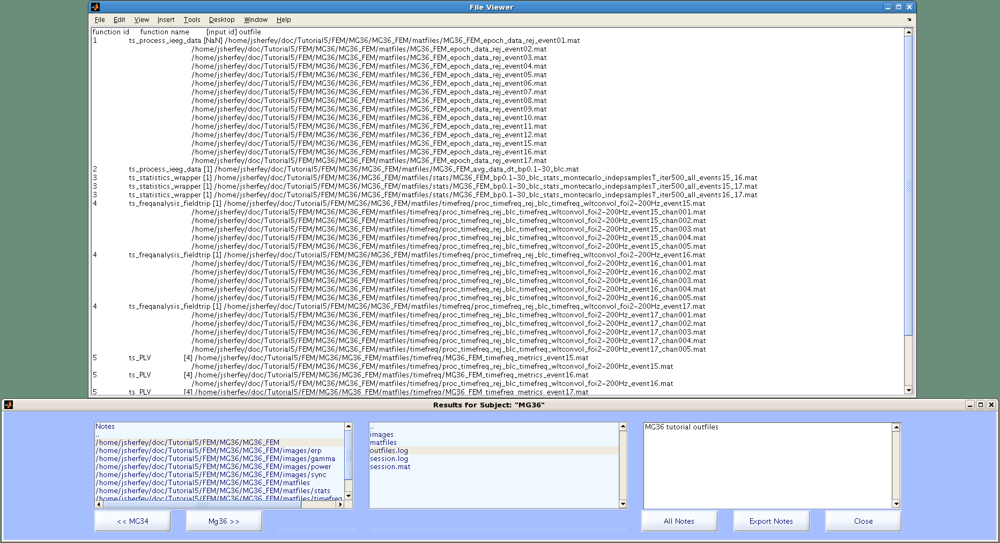 File Viewer
File Edit View Insert Tools Desktop Window Help
function id function name [input id] outfile
1 ts_process_ieeg_data [NaN] /home/jsherfey/doc/Tutorial5/FEM/MG36/MG36_FEM/matfiles/MG36_FEM_epoch_data_rej_event01.mat
/home/jsherfey/doc/Tutorial5/FEM/MG36/MG36_FEM/matfiles/MG36_FEM_epoch_data_rej_event02.mat
/home/jsherfey/doc/Tutorial5/FEM/MG36/MG36_FEM/matfiles/MG36_FEM_epoch_data_rej_event03.mat
/home/jsherfey/doc/Tutorial5/FEM/MG36/MG36_FEM/matfiles/MG36_FEM_epoch_data_rej_event04.mat
/home/jsherfey/doc/Tutorial5/FEM/MG36/MG36_FEM/matfiles/MG36_FEM_epoch_data_rej_event05.mat
/home/jsherfey/doc/Tutorial5/FEM/MG36/MG36_FEM/matfiles/MG36_FEM_epoch_data_rej_event06.mat
/home/jsherfey/doc/Tutorial5/FEM/MG36/MG36_FEM/matfiles/MG36_FEM_epoch_data_rej_event07.mat
/home/jsherfey/doc/Tutorial5/FEM/MG36/MG36_FEM/matfiles/MG36_FEM_epoch_data_rej_event08.mat
/home/jsherfey/doc/Tutorial5/FEM/MG36/MG36_FEM/matfiles/MG36_FEM_epoch_data_rej_event09.mat
/home/jsherfey/doc/Tutorial5/FEM/MG36/MG36_FEM/matfiles/MG36_FEM_epoch_data_rej_event10.mat
/home/jsherfey/doc/Tutorial5/FEM/MG36/MG36_FEM/matfiles/MG36_FEM_epoch_data_rej_event11.mat
/home/jsherfey/doc/Tutorial5/FEM/MG36/MG36_FEM/matfiles/MG36_FEM_epoch_data_rej_event12.mat
/home/jsherfey/doc/Tutorial5/FEM/MG36/MG36_FEM/matfiles/MG36_FEM_epoch_data_rej_event15.mat
/home/jsherfey/doc/Tutorial5/FEM/MG36/MG36_FEM/matfiles/MG36_FEM_epoch_data_rej_event16.mat
/home/jsherfey/doc/Tutorial5/FEM/MG36/MG36_FEM/matfiles/MG36_FEM_epoch_data_rej_event17.mat
2 ts_process_ieeg_data [1] /home/jsherfey/doc/Tutorial5/FEM/MG36/MG36_FEM/matfiles/MG36_FEM_avg_data_dt_bp0.1-30_blc.mat
3 ts_statistics_wrapper [1] /home/jsherfey/doc/Tutorial5/FEM/MG36/MG36_FEM/matfiles/stats/MG36_FEM_bp0.1-30_blc_stats_montecarlo_indepsamplesT_iter500_all_events15_16.mat
3 ts_statistics_wrapper [1] /home/jsherfey/doc/Tutorial5/FEM/MG36/MG36_FEM/matfiles/stats/MG36_FEM_bp0.1-30_blc_stats_montecarlo_indepsamplesT_iter500_all_events15_17.mat
3 ts_statistics_wrapper [1] /home/jsherfey/doc/Tutorial5/FEM/MG36/MG36_FEM/matfiles/stats/MG36_FEM_bp0.1-30_blc_stats_montecarlo_indepsamplesT_iter500_all_events16_17.mat
4 ts_freqanalysis_fieldtrip [1] /home/jsherfey/doc/Tutorial5/FEM/MG36/MG36_FEM/matfiles/timefreq/proc_timefreq_rej_blc_timefreq_wltconvol_foi2-200Hz_event15.mat
/home/jsherfey/doc/Tutorial5/FEM/MG36/MG36_FEM/matfiles/timefreq/proc_timefreq_rej_blc_timefreq_wltconvol_foi2-200Hz_event15_chan001.mat
/home/jsherfey/doc/Tutorial5/FEM/MG36/MG36_FEM/matfiles/timefreq/proc_timefreq_rej_blc_timefreq_wltconvol_foi2-200Hz_event15_chan002.mat
/home/jsherfey/doc/Tutorial5/FEM/MG36/MG36_FEM/matfiles/timefreq/proc_timefreq_rej_blc_timefreq_wltconvol_foi2-200Hz_event15_chan003.mat
/home/jsherfey/doc/Tutorial5/FEM/MG36/MG36_FEM/matfiles/timefreq/proc_timefreq_rej_blc_timefreq_wltconvol_foi2-200Hz_event15_chan004.mat
/home/jsherfey/doc/Tutorial5/FEM/MG36/MG36_FEM/matfiles/timefreq/proc_timefreq_rej_blc_timefreq_wltconvol_foi2-200Hz_event15_chan005.mat
4 ts_freqanalysis_fieldtrip [1] /home/jsherfey/doc/Tutorial5/FEM/MG36/MG36_FEM/matfiles/timefreq/proc_timefreq_rej_blc_timefreq_wltconvol_foi2-200Hz_event16.mat
/home/jsherfey/doc/Tutorial5/FEM/MG36/MG36_FEM/matfiles/timefreq/proc_timefreq_rej_blc_timefreq_wltconvol_foi2-200Hz_event16_chan001.mat
/home/jsherfey/doc/Tutorial5/FEM/MG36/MG36_FEM/matfiles/timefreq/proc_timefreq_rej_blc_timefreq_wltconvol_foi2-200Hz_event16_chan002.mat
/home/jsherfey/doc/Tutorial5/FEM/MG36/MG36_FEM/matfiles/timefreq/proc_timefreq_rej_blc_timefreq_wltconvol_foi2-200Hz_event16_chan003.mat
/home/jsherfey/doc/Tutorial5/FEM/MG36/MG36_FEM/matfiles/timefreq/proc_timefreq_rej_blc_timefreq_wltconvol_foi2-200Hz_event16_chan004.mat
/home/jsherfey/doc/Tutorial5/FEM/MG36/MG36_FEM/matfiles/timefreq/proc_timefreq_rej_blc_timefreq_wltconvol_foi2-200Hz_event16_chan005.mat
4 ts_freqanalysis_fieldtrip [1] /home/jsherfey/doc/Tutorial5/FEM/MG36/MG36_FEM/matfiles/timefreq/proc_timefreq_rej_blc_timefreq_wltconvol_foi2-200Hz_event17.mat
/home/jsherfey/doc/Tutorial5/FEM/MG36/MG36_FEM/matfiles/timefreq/proc_timefreq_rej_blc_timefreq_wltconvol_foi2-200Hz_event17_chan001.mat
/home/jsherfey/doc/Tutorial5/FEM/MG36/MG36_FEM/matfiles/timefreq/proc_timefreq_rej_blc_timefreq_wltconvol_foi2-200Hz_event17_chan002.mat
/home/jsherfey/doc/Tutorial5/FEM/MG36/MG36_FEM/matfiles/timefreq/proc_timefreq_rej_blc_timefreq_wltconvol_foi2-200Hz_event17_chan003.mat
/home/jsherfey/doc/Tutorial5/FEM/MG36/MG36_FEM/matfiles/timefreq/proc_timefreq_rej_blc_timefreq_wltconvol_foi2-200Hz_event17_chan004.mat
/home/jsherfey/doc/Tutorial5/FEM/MG36/MG36_FEM/matfiles/timefreq/proc_timefreq_rej_blc_timefreq_wltconvol_foi2-200Hz_event17_chan005.mat
5 ts_PLV [4] /home/jsherfey/doc/Tutorial5/FEM/MG36/MG36_FEM/matfiles/timefreq/MG36_FEM_timefreq_metrics_event15.mat
/home/jsherfey/doc/Tutorial5/FEM/MG36/MG36_FEM/matfiles/timefreq/proc_timefreq_rej_blc_timefreq_wltconvol_foi2-200Hz_event15.mat
5 ts_PLV [4] /home/jsherfey/doc/Tutorial5/FEM/MG36/MG36_FEM/matfiles/timefreq/MG36_FEM_timefreq_metrics_event16.mat
/home/jsherfey/doc/Tutorial5/FEM/MG36/MG36_FEM/matfiles/timefreq/proc_timefreq_rej_blc_timefreq_wltconvol_foi2-200Hz_event16.mat
5 ts_PLV [4] /home/jsherfey/doc/Tutorial5/FEM/MG36/MG36_FEM/matfiles/timefreq/MG36_FEM_timefreq_metrics_event17.mat
Results for Subject: "MG36"
Notes
..
/home/jsherfey/doc/Tutorial5/FEM/MG36/MG36_FEM
/home/jsherfey/doc/Tutorial5/FEM/MG36/MG36_FEM/images/erp
/home/jsherfey/doc/Tutorial5/FEM/MG36/MG36_FEM/images/gamma
/home/jsherfey/doc/Tutorial5/FEM/MG36/MG36_FEM/images/power
/home/jsherfey/doc/Tutorial5/FEM/MG36/MG36_FEM/images/sync
/home/jsherfey/doc/Tutorial5/FEM/MG36/MG36_FEM/matfiles
/home/jsherfey/doc/Tutorial5/FEM/MG36/MG36_FEM/matfiles/stats
/home/jsherfey/doc/Tutorial5/FEM/MG36/MG36_FEM/matfiles/timefreq
..
images
matfiles
outfiles.log
session.log
session.mat
MG36 tutorial outfiles
<< MG34
Mg36 >>
All Notes
Export Notes
Close